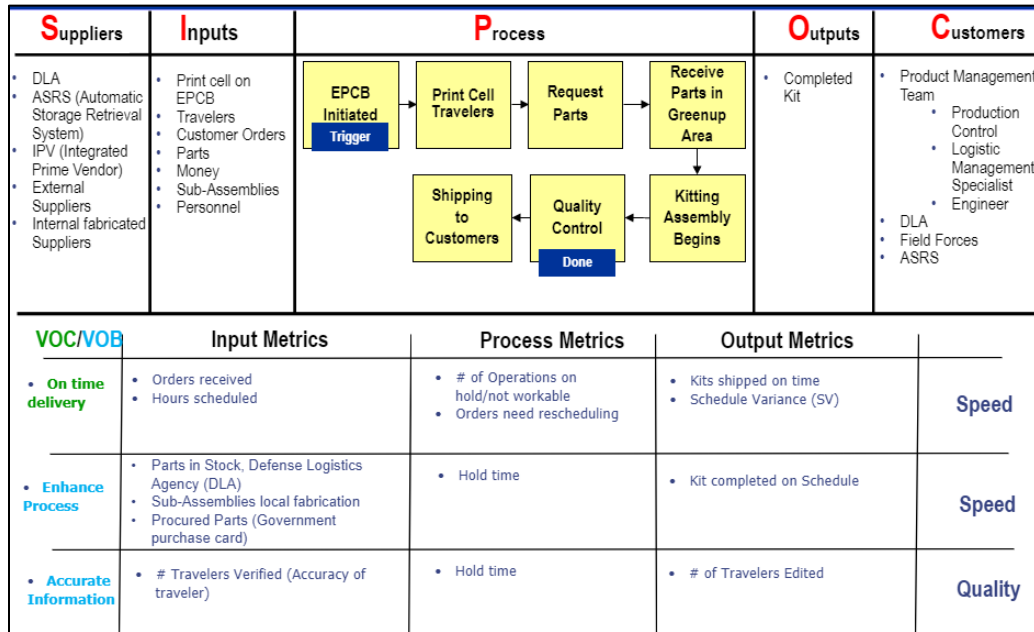 Suppliers
Inputs
Process
Outputs
Customers
• DLA
• ASRS (Automatic
Storage Retrieval
System)
• IPV (Integrated
Prime Vendor)
• External
Suppliers
• Internal fabricated
Suppliers
• Print cell on
EPCB
• Travelers
• Customer Orders
• Parts
• Money
• Sub-Assemblies
• Personnel
EPCB
Initiated
Trigger
Print Cell
Travelers
Request
Parts
Receive
Parts in
Greenup
Area
Shipping
to
Customers
Quality
Control
Done
Kitting
Assembly
Begins
• Completed
Kit
• Product Management
Team
• Production
Control
• Logistic
Management
Specialist
• Engineer
• DLA
• Field Forces
• ASRS
VOC/VOB
Input Metrics
Process Metrics
Output Metrics
• On time
delivery
• Orders received
• Hours scheduled
• # of Operations on
hold/not workable
• Orders need rescheduling
• Kits shipped on time
• Schedule Variance (SV)
Speed
• Enhance
Process
• Parts in Stock, Defense Logistics
Agency (DLA)
• Sub-Assemblies local fabrication
• Procured Parts (Government
purchase card)
• Hold time
• Kit completed on Schedule
Speed
• Accurate
Information
• # Travelers Verified (Accuracy of
traveler)
• Hold time
• # of Travelers Edited
Quality